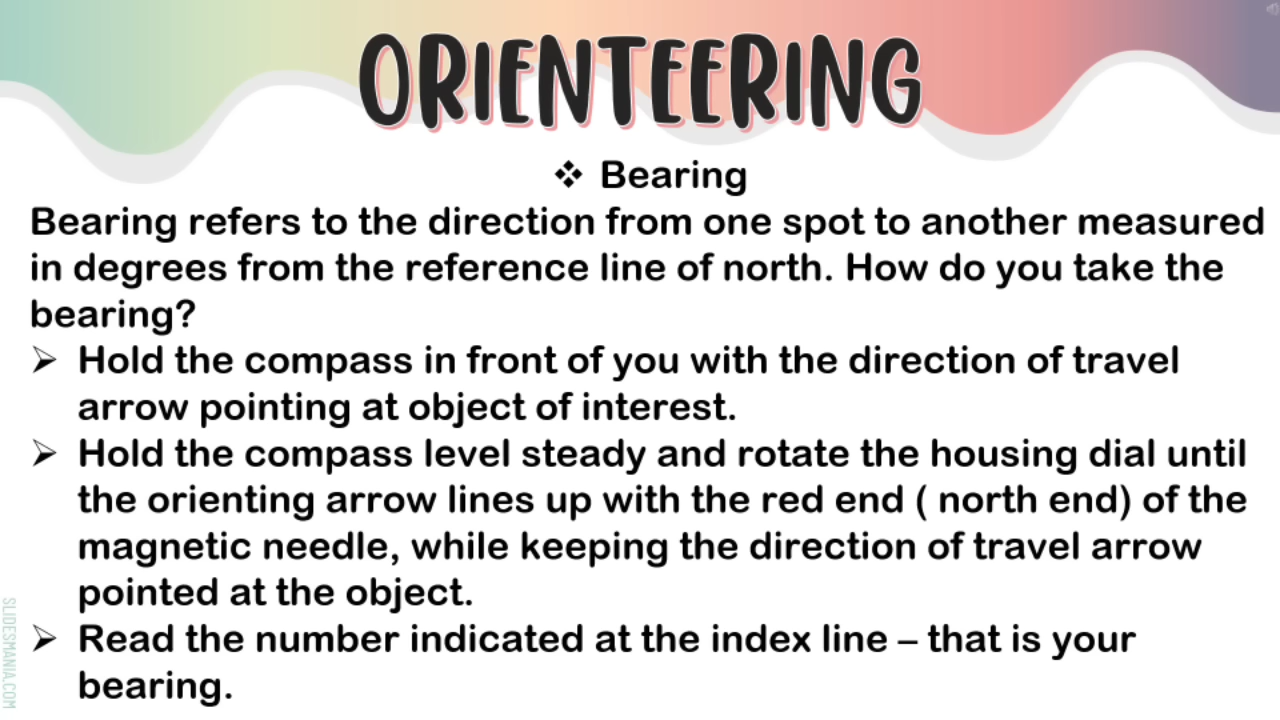 ORIENTEERING
❖ Bearing
Bearing refers to the direction from one spot to another measured
in degrees from the reference line of north. How do you take the
bearing?
➢ Hold the compass in front of you with the direction of travel
arrow pointing at object of interest.
➢ Hold the compass level steady and rotate the housing dial until
the orienting arrow lines up with the red end ( north end) of the
magnetic needle, while keeping the direction of travel arrow
pointed at the object.
➢ Read the number indicated at the index line – that is your
bearing.
SLIDESMANIA.COM